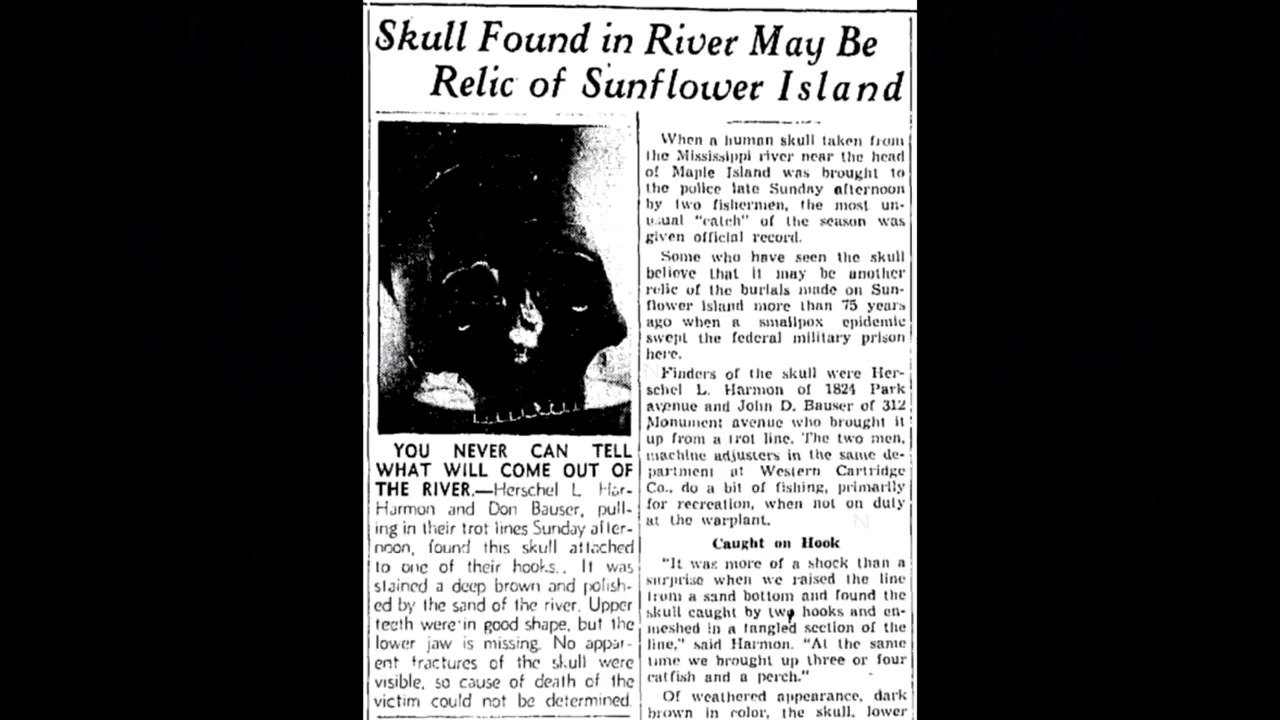 Skull Found in River May Be
Relic of Sunflower Island
YOU NEVER CAN TELL
WHAT WILL COME OUT OF
THE RIVER.—Herschel L. Har-
Harmon and Don Bauser, pull-
ing in their trot lines Sunday after-
noon, found this skull attached
to one of their hooks.. It was
stained a deep brown and polish-
ed by the sand of the river. Upper
teeth were in good shape, but the
lower jaw is missing. No appar-
ent fractures of the skull were
visible, so cause of death of the
victim could not be determined.
When a human skull taken from
the Mississippi river near the head
of Maple Island was brought to
the police late Sunday afternoon
by two fishermen, the most un-
usual "catch" of the season was
given official record.
Some who have seen the skull
believe that it may be another
relic of the burials made on Sun-
flower Island more than 75 years
ago when a smallpox epidemic
swept the federal military prison
here.
Finders of the skull were Her-
schel L. Harmon of 1824 Park
avenue and John D. Bauser of 312
Monument avenue who brought it
up from a trot line. The two men,
machine adjusters in the same de-
partment at Western Cartridge
Co., do a bit of fishing, primarily
for recreation, when not on duty
at the warplant.
Caught on Hook
"It was more of a shock than a
surprise when we raised the line
from a sand bottom and found the
skull caught by two hooks and en-
meshed in a tangled section of the
line," said Harmon. "At the same
time we brought up three or four
catfish and a perch."
Of weathered appearance, dark
brown in color, the skull, lower